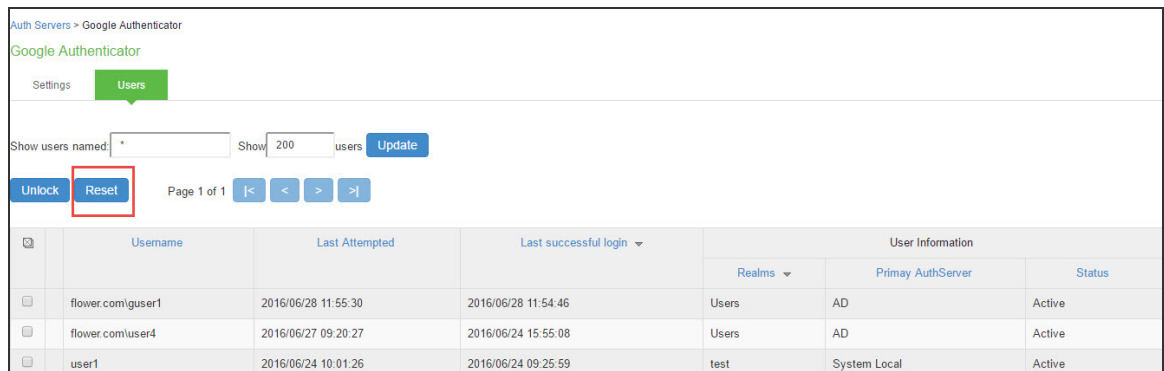 Auth Servers > Google Authenticator
Google Authenticator
Settings Users
Show users named: * Show 200 users Update
Unlock Reset Page 1 of 1 |< < > >|
Username Last Attempted Last successful login User Information
Realms Primay AuthServer Status
flower.com\guser1 2016/06/28 11:55:30 2016/06/28 11:54:46 Users AD Active
flower.com\user4 2016/06/27 09:20:27 2016/06/24 15:55:08 Users AD Active
user1 2016/06/24 10:01:26 2016/06/24 09:25:59 test System Local Active